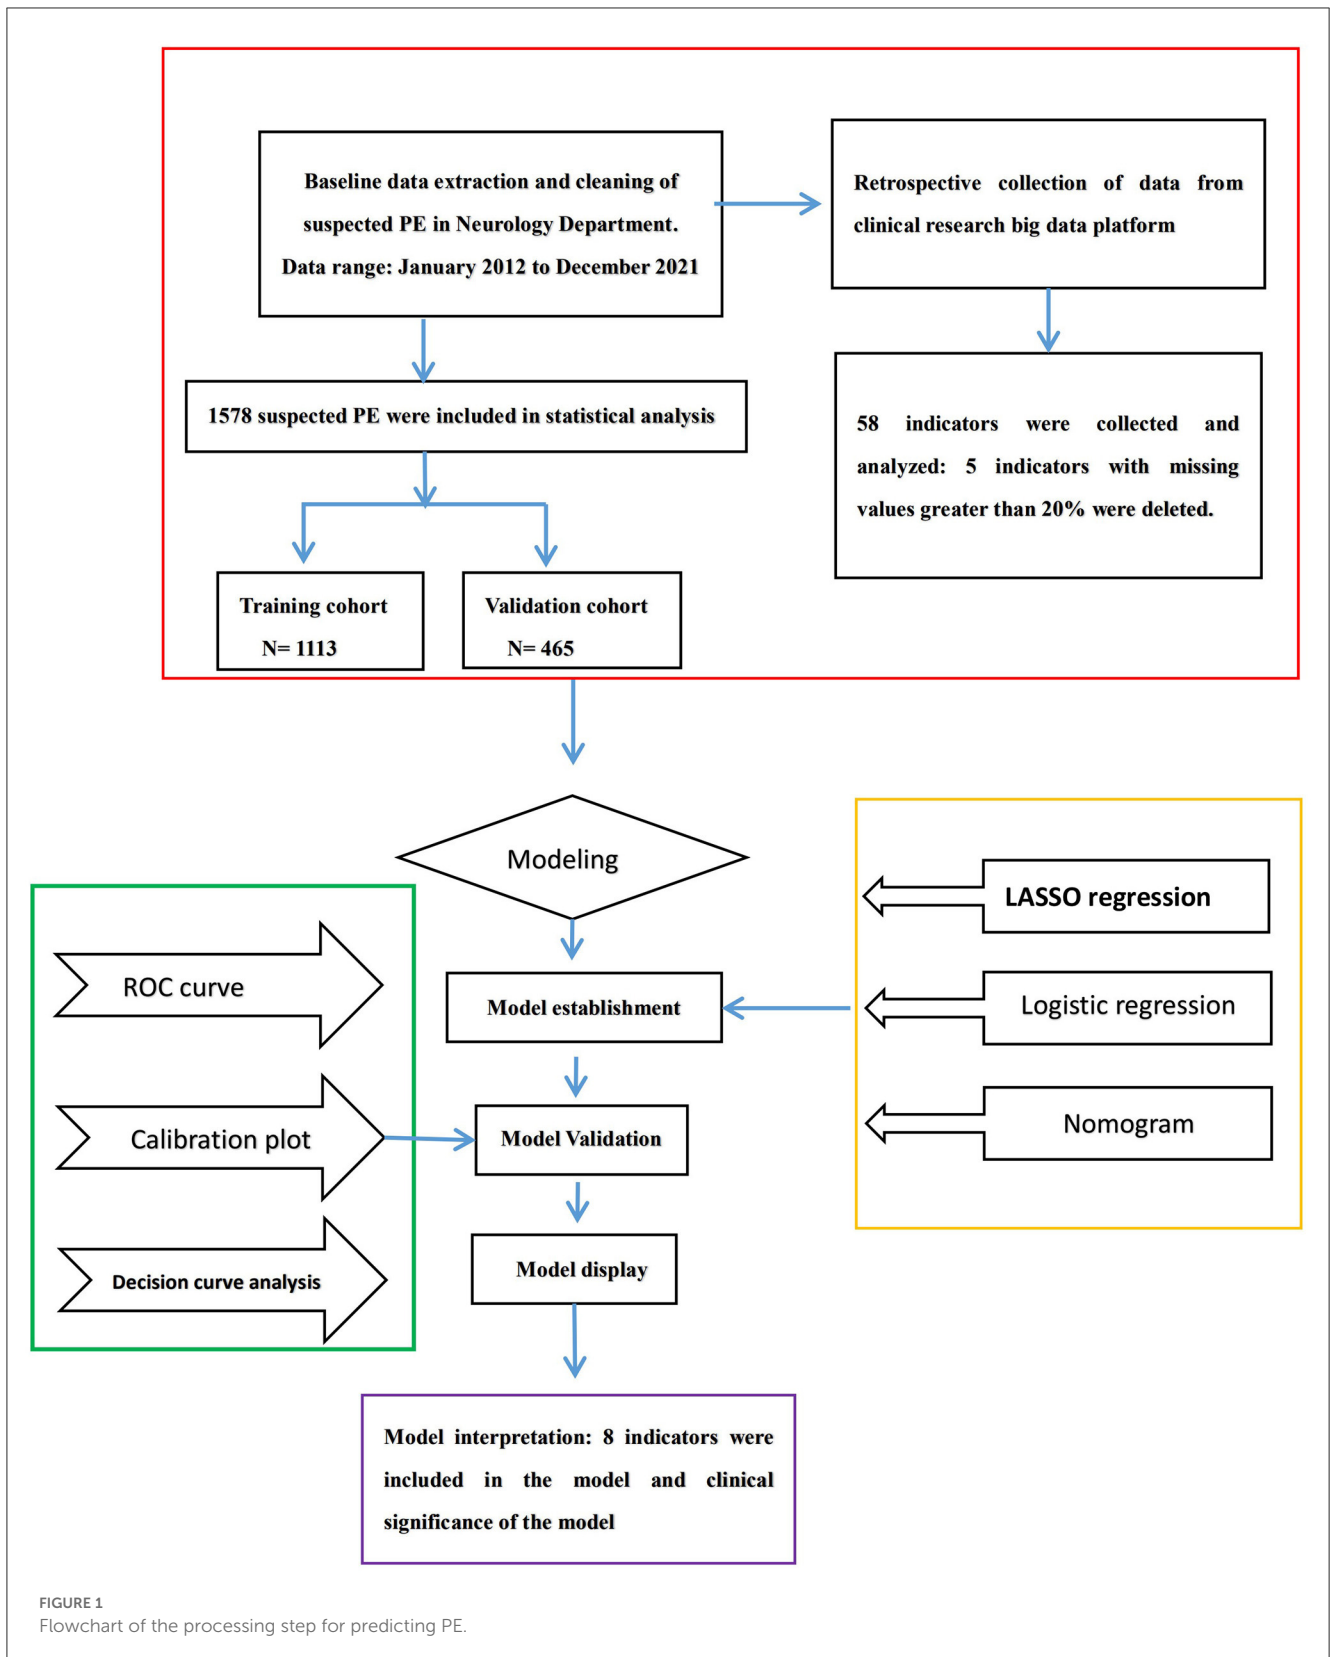 Baseline data extraction and cleaning of
suspected PE in Neurology Department.
Data range: January 2012 to December 2021
Retrospective collection of data from
clinical research big data platform
1578 suspected PE were included in statistical analysis
58 indicators were collected and
analyzed: 5 indicators with missing
values greater than 20% were deleted.
Training cohort
N= 1113
Validation cohort
N= 465
Modeling
LASSO regression
Logistic regression
Nomogram
ROC curve
Calibration plot
Decision curve analysis
Model establishment
Model Validation
Model display
Model interpretation: 8 indicators were
included in the model and clinical
significance of the model
FIGURE 1
Flowchart of the processing step for predicting PE.